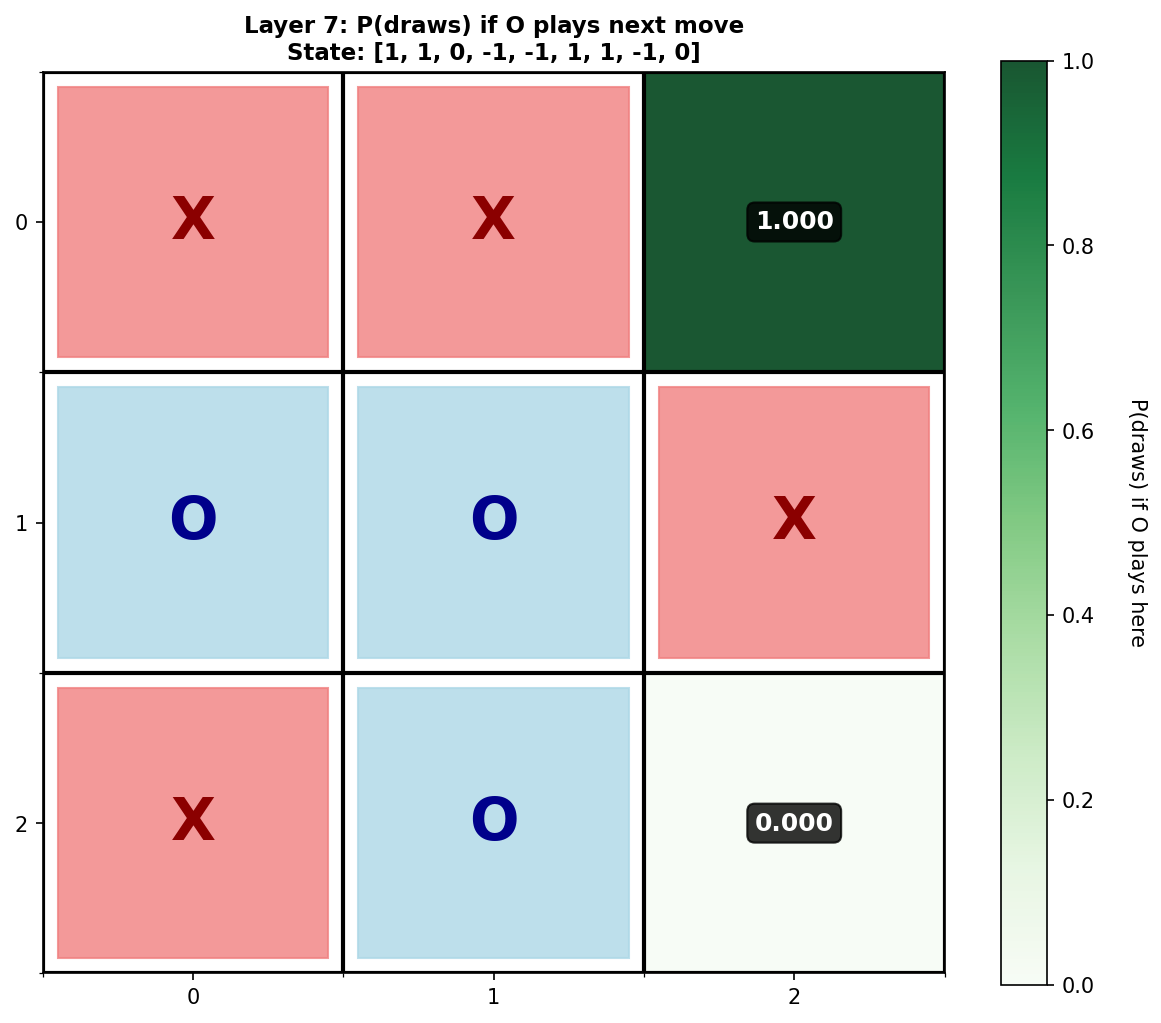 Layer 7: P(draws) if O plays next move
State: [1, 1, 0, -1, -1, 1, 1, -1, 0]
X X 1.000
O O X
X O 0.000
0
1
2
0 1 2
1.0
0.8
0.6
0.4
0.2
0.0
P(draws) if O plays here